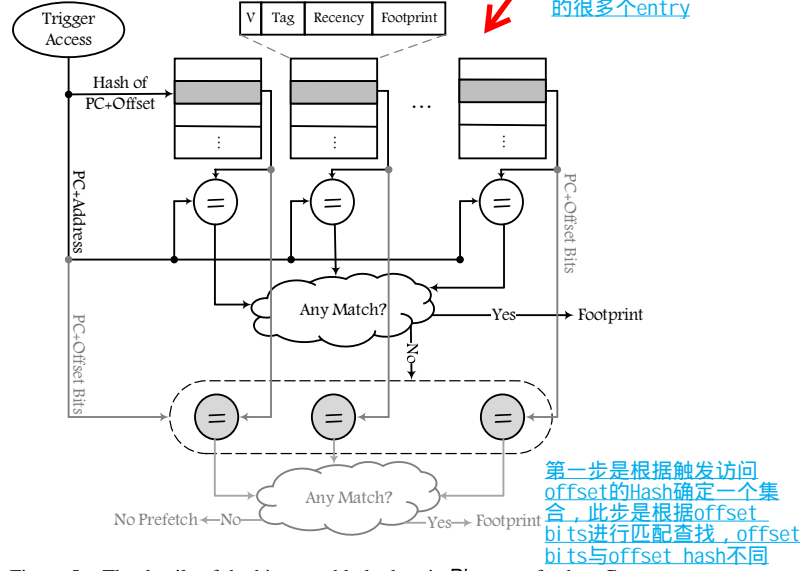 的很多个entry
Trigger
Access
V Tag Recency Footprint
Hash of
PC+Offset
...
PC+Address
PC+Offset Bits
Any Match?
Yes
Footprint
No
PC+Offset Bits
第一步是根据触发访问
offset的Hash确定一个集
合，此步是根据offset
bits进行匹配查找，offset
bits与offset hash不同
Any Match?
No Prefetch
No
Yes
Footprint